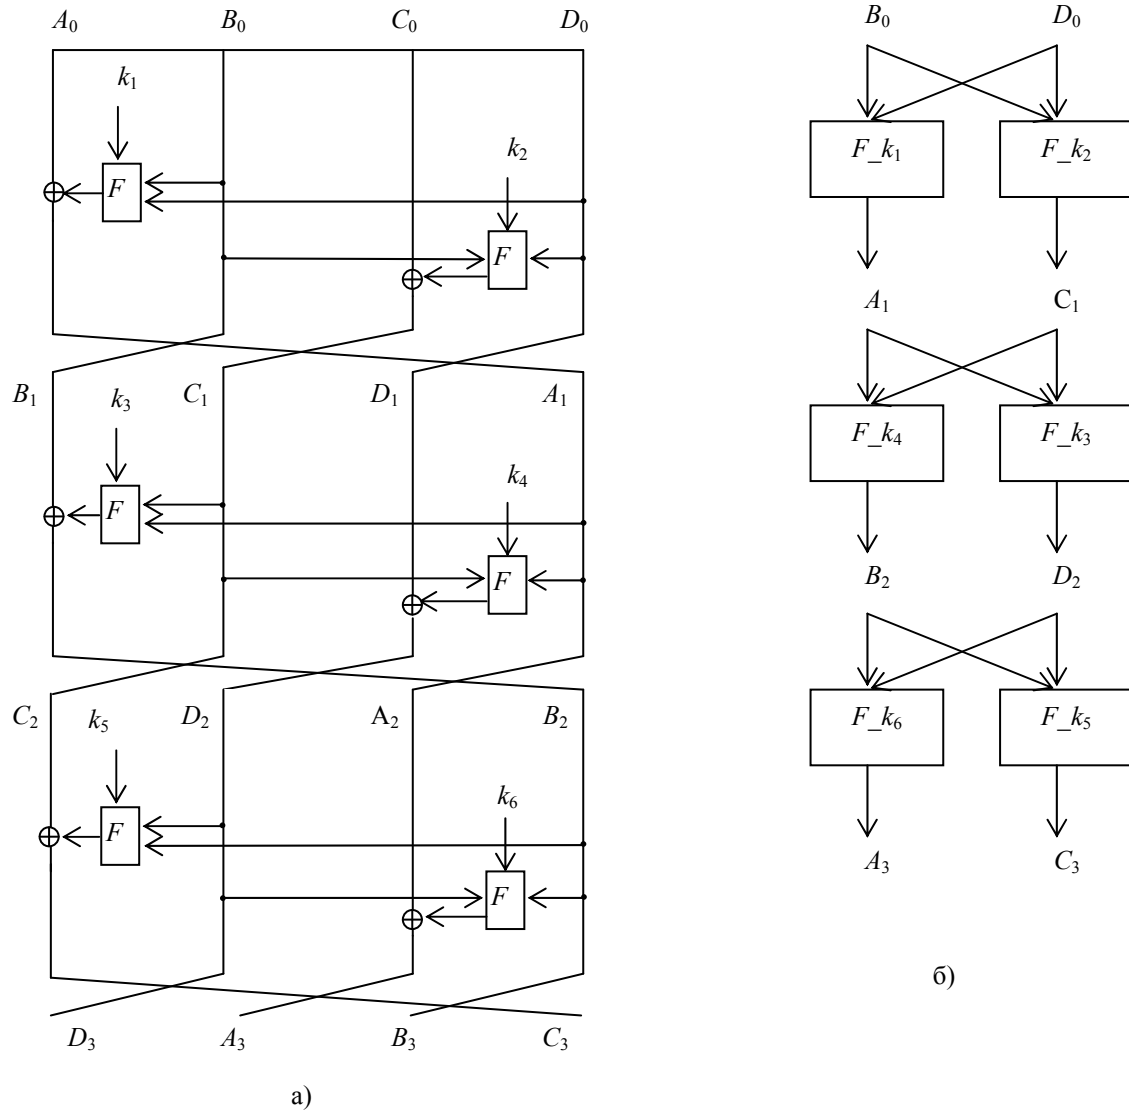 A₀ B₀ C₀ D₀
k₁
k₂
F
F
B₁ C₁ D₁ A₁
k₃
k₄
F
F
C₂ D₂ A₂ B₂
k₅
k₆
F
F
D₃ A₃ B₃ C₃
а)
B₀ D₀
F_k₁ F_k₂
A₁ C₁
F_k₄ F_k₃
B₂ D₂
F_k₆ F_k₅
A₃ C₃
б)